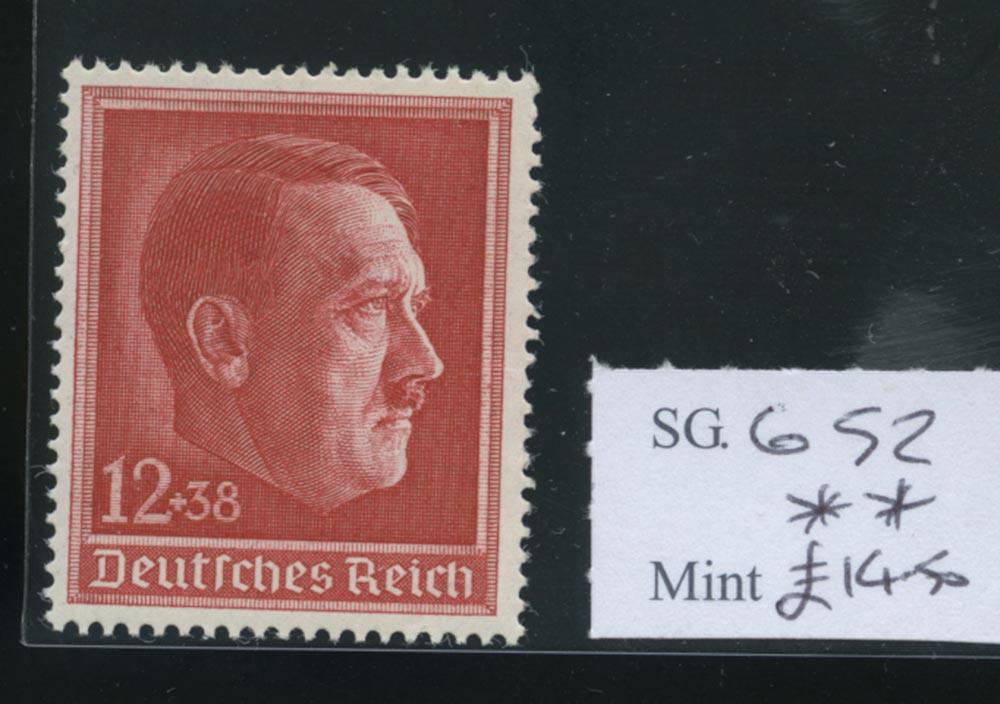 12+38
Deutſches Reich
SG. 652
**
Mint £14.50